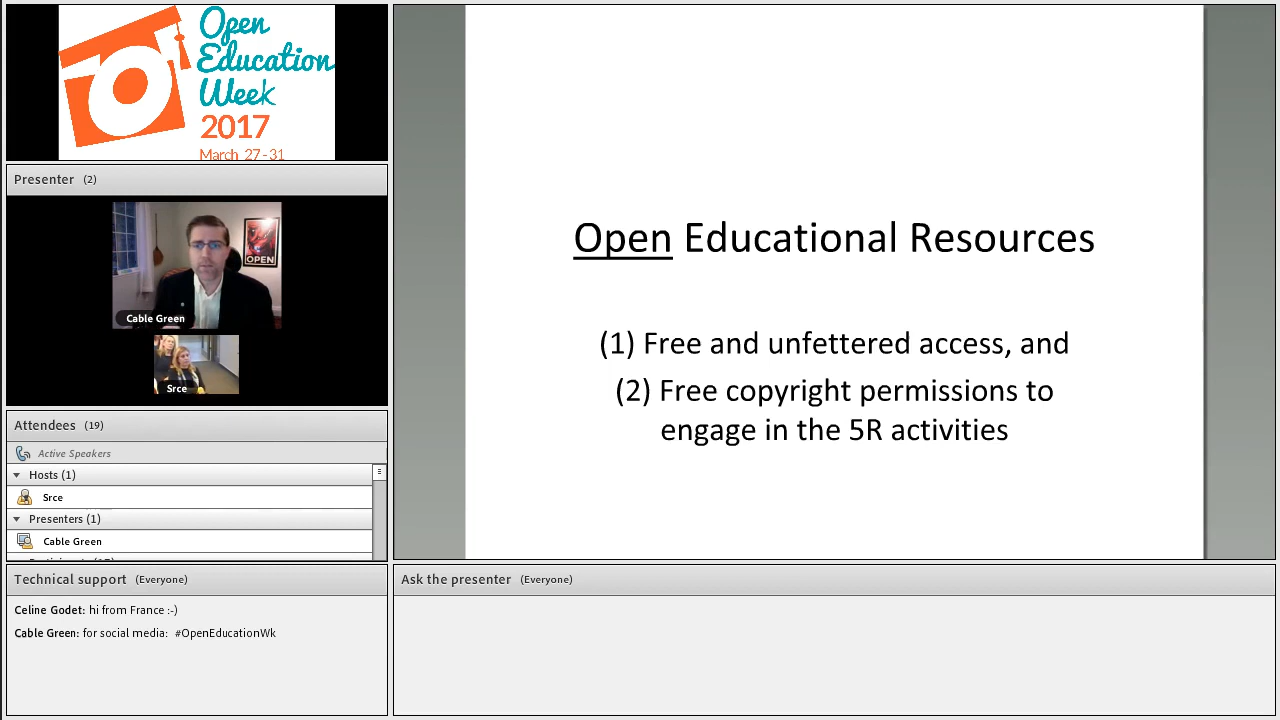 Open
Education
Week
2017
March 27-31
Presenter (2)
OPEN
Cable Green
Srce
Attendees (19)
Active Speakers
Hosts (1)
Srce
Presenters (1)
Cable Green
Technical support (Everyone)
Celine Godet: hi from France :-)
Cable Green: for social media: #OpenEducationWk
Open Educational Resources
(1) Free and unfettered access, and
(2) Free copyright permissions to
engage in the 5R activities
Ask the presenter (Everyone)